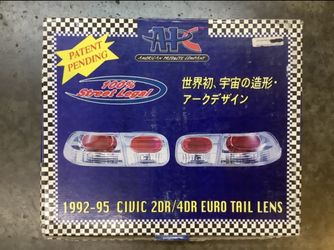 PATENT
PENDING
APC
AMERICAN PRODUCTS COMPANY
100%
Street Legal
世界初、宇宙の造形・
アークデザイン
1992-95 CIVIC 2DR/4DR EURO TAIL LENS